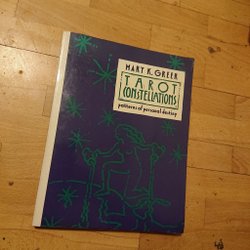 MARY K. GREER
TAROT
CONSTELLATIONS
patterns of personal destiny